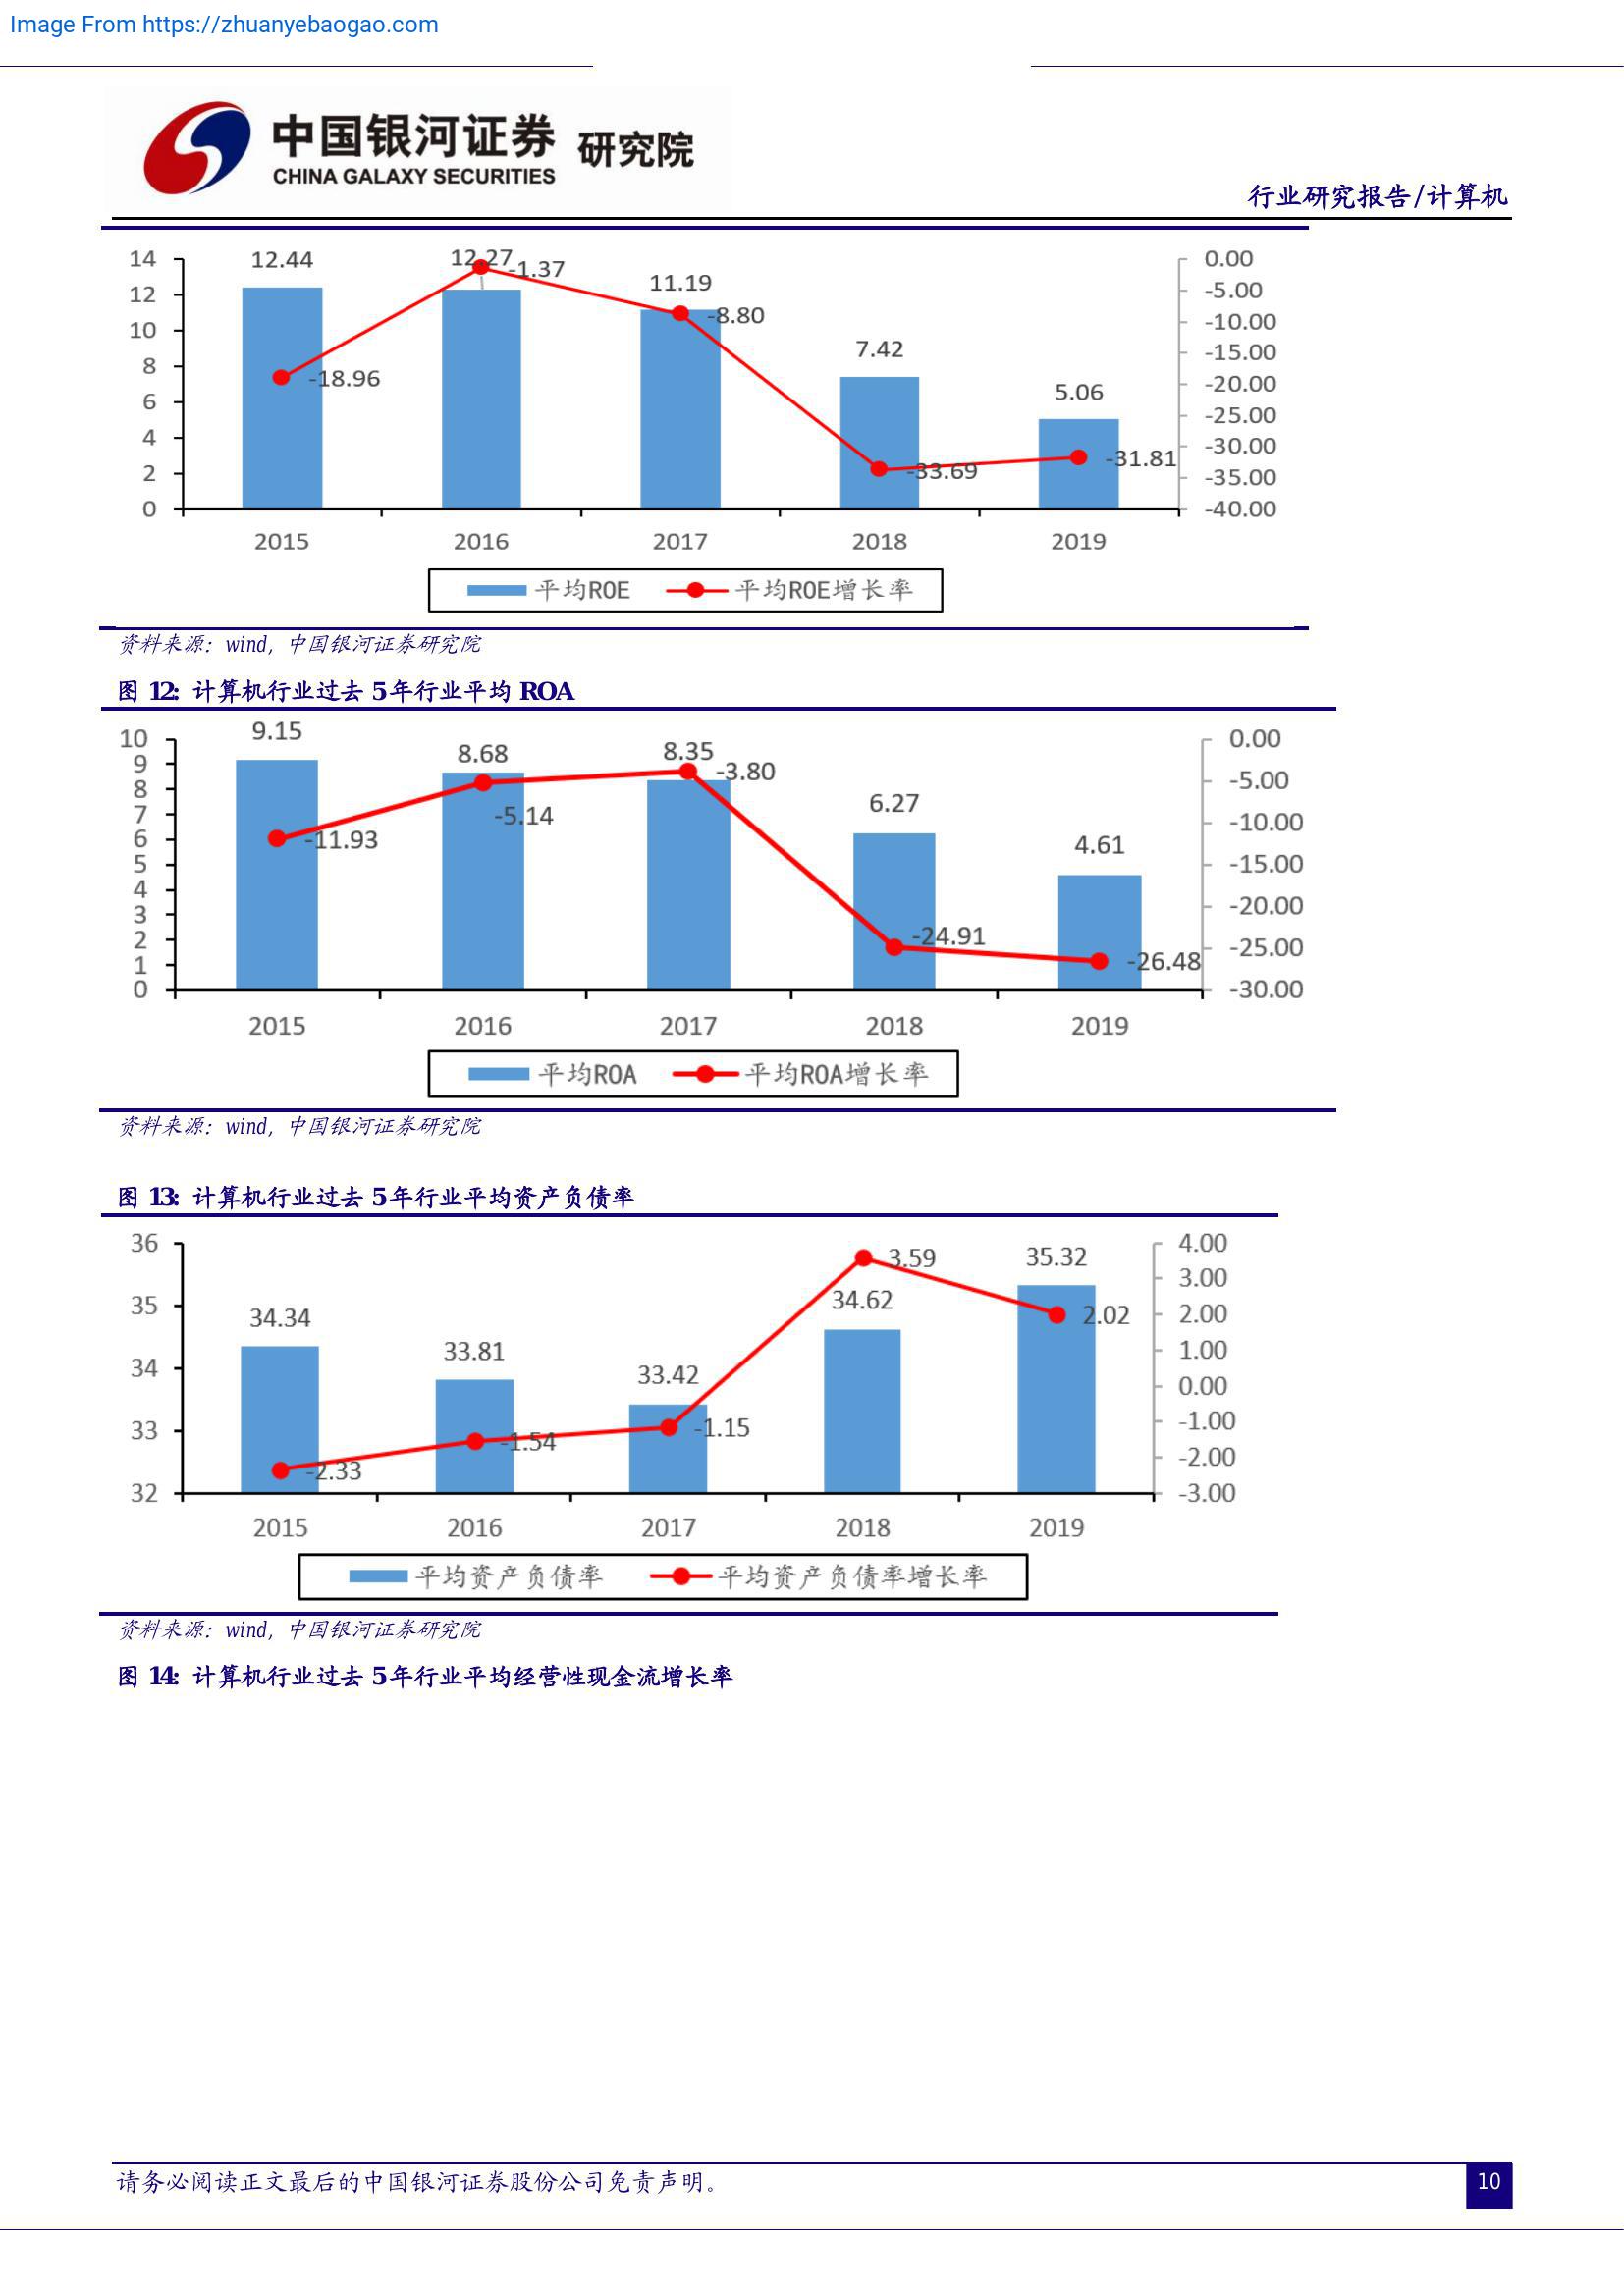 Image From https://zhuanyebaogao.com
中国银河证券 研究院
CHINA GALAXY SECURITIES
行业研究报告/计算机
14 12 10 8 6 4 2 0
12.44 12.27 11.19 7.42 5.06
-18.96 -1.37 -8.80 -33.69 -31.81
0.00 -5.00 -10.00 -15.00 -20.00 -25.00 -30.00 -35.00 -40.00
2015 2016 2017 2018 2019
平均ROE 平均ROE增长率
资料来源: wind, 中国银河证券研究院
图 12: 计算机行业过去 5年行业平均 ROA
10 9 8 7 6 5 4 3 2 1 0
9.15 8.68 8.35 6.27 4.61
-11.93 -5.14 -3.80 -24.91 -26.48
0.00 -5.00 -10.00 -15.00 -20.00 -25.00 -30.00
2015 2016 2017 2018 2019
平均ROA 平均ROA增长率
资料来源: wind, 中国银河证券研究院
图 13: 计算机行业过去 5年行业平均资产负债率
36 35 34 33 32
34.34 33.81 33.42 34.62 35.32
-2.33 -1.54 -1.15 3.59 2.02
4.00 3.00 2.00 1.00 0.00 -1.00 -2.00 -3.00
2015 2016 2017 2018 2019
平均资产负债率 平均资产负债率增长率
资料来源: wind, 中国银河证券研究院
图 14: 计算机行业过去 5年行业平均经营性现金流增长率
请务必阅读正文最后的中国银河证券股份公司免责声明。
10